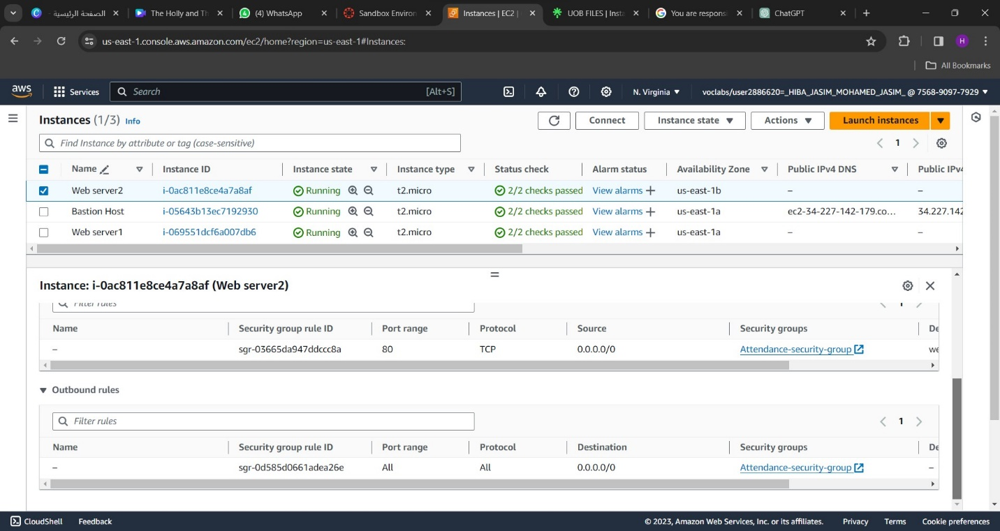 الصفحة الرئيسية -
The Holly and Th
(4) WhatsApp
Sandbox Environ
Instances | EC2 |
UOB FILES | Insta
You are responsi
ChatGPT
us-east-1.console.aws.amazon.com/ec2/home?region=us-east-1#Instances:
H
All Bookmarks
aws
Services
Search
[Alt+S]
N. Virginia
voclabs/user2886620=_HIBA_JASIM_MOHAMED_JASIM_ @ 7568-9097-7929
Instances (1/3) Info
Connect
Instance state
Actions
Launch instances
Find Instance by attribute or tag (case-sensitive)
1
Name Instance ID Instance state Instance type Status check Alarm status Availability Zone Public IPv4 DNS Public IPv4
Web server2 i-0ac811e8ce4a7a8af Running t2.micro 2/2 checks passed View alarms + us-east-1b – –
Bastion Host i-05643b13ec7192930 Running t2.micro 2/2 checks passed View alarms + us-east-1a ec2-34-227-142-179.co... 34.227.142
Web server1 i-069551dcf6a007db6 Running t2.micro 2/2 checks passed View alarms + us-east-1a – –
Instance: i-0ac811e8ce4a7a8af (Web server2)
Filter rules
1
Name Security group rule ID Port range Protocol Source Security groups De
– sgr-03665da947ddccc8a 80 TCP 0.0.0.0/0 Attendance-security-group we
Outbound rules
Filter rules
1
Name Security group rule ID Port range Protocol Destination Security groups De
– sgr-0d585d0661adea26e All All 0.0.0.0/0 Attendance-security-group –
CloudShell Feedback © 2023, Amazon Web Services, Inc. or its affiliates. Privacy Terms Cookie preferences